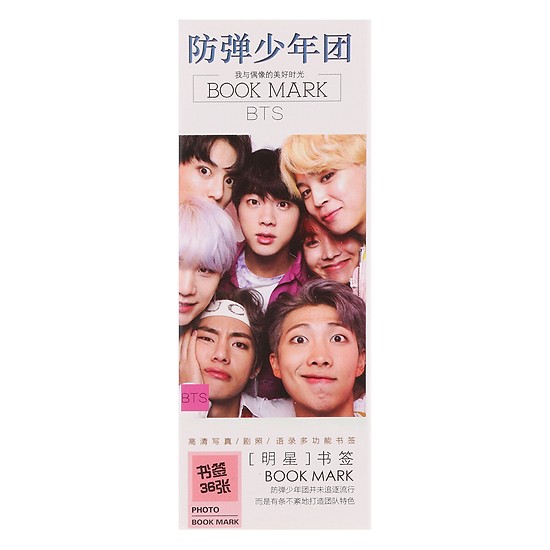 防弹少年团
我与偶像的美好时光
BOOK MARK
BTS
BTS
高清写真/剧照/语录多功能书签
[明星]书签
BOOK MARK
防弹少年团并未追逐流行
而是有条不紊地打造团队特色
书签
36张
PHOTO
BOOK MARK